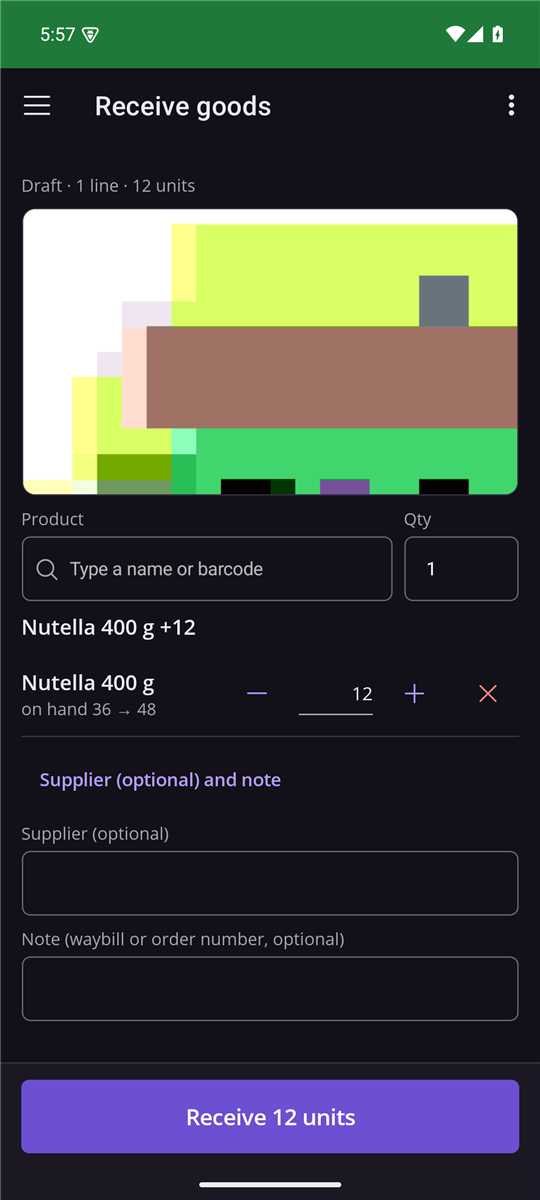 5:57
Receive goods
Draft · 1 line · 12 units
Product
Qty
Type a name or barcode
1
Nutella 400 g +12
Nutella 400 g
12
on hand 36 → 48
Supplier (optional) and note
Supplier (optional)
Note (waybill or order number, optional)
Receive 12 units